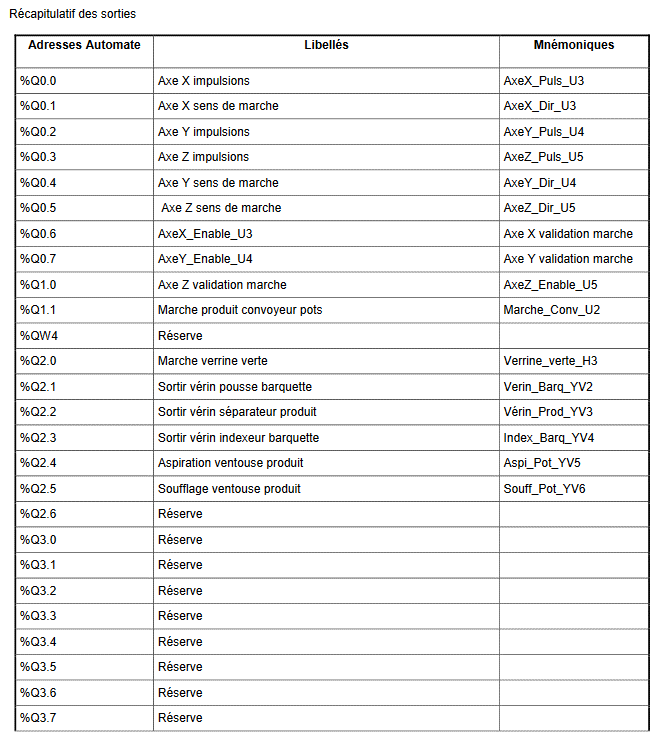 Récapitulatif des sorties
Adresses Automate Libellés Mnémoniques
%Q0.0 Axe X impulsions AxeX_Puls_U3
%Q0.1 Axe X sens de marche AxeX_Dir_U3
%Q0.2 Axe Y impulsions AxeY_Puls_U4
%Q0.3 Axe Z impulsions AxeZ_Puls_U5
%Q0.4 Axe Y sens de marche AxeY_Dir_U4
%Q0.5 Axe Z sens de marche AxeZ_Dir_U5
%Q0.6 AxeX_Enable_U3 Axe X validation marche
%Q0.7 AxeY_Enable_U4 Axe Y validation marche
%Q1.0 Axe Z validation marche AxeZ_Enable_U5
%Q1.1 Marche produit convoyeur pots Marche_Conv_U2
%QW4 Réserve
%Q2.0 Marche verrine verte Verrine_verte_H3
%Q2.1 Sortir vérin pousse barquette Verin_Barq_YV2
%Q2.2 Sortir vérin séparateur produit Vérin_Prod_YV3
%Q2.3 Sortir vérin indexeur barquette Index_Barq_YV4
%Q2.4 Aspiration ventouse produit Aspi_Pot_YV5
%Q2.5 Soufflage ventouse produit Souff_Pot_YV6
%Q2.6 Réserve
%Q3.0 Réserve
%Q3.1 Réserve
%Q3.2 Réserve
%Q3.3 Réserve
%Q3.4 Réserve
%Q3.5 Réserve
%Q3.6 Réserve
%Q3.7 Réserve